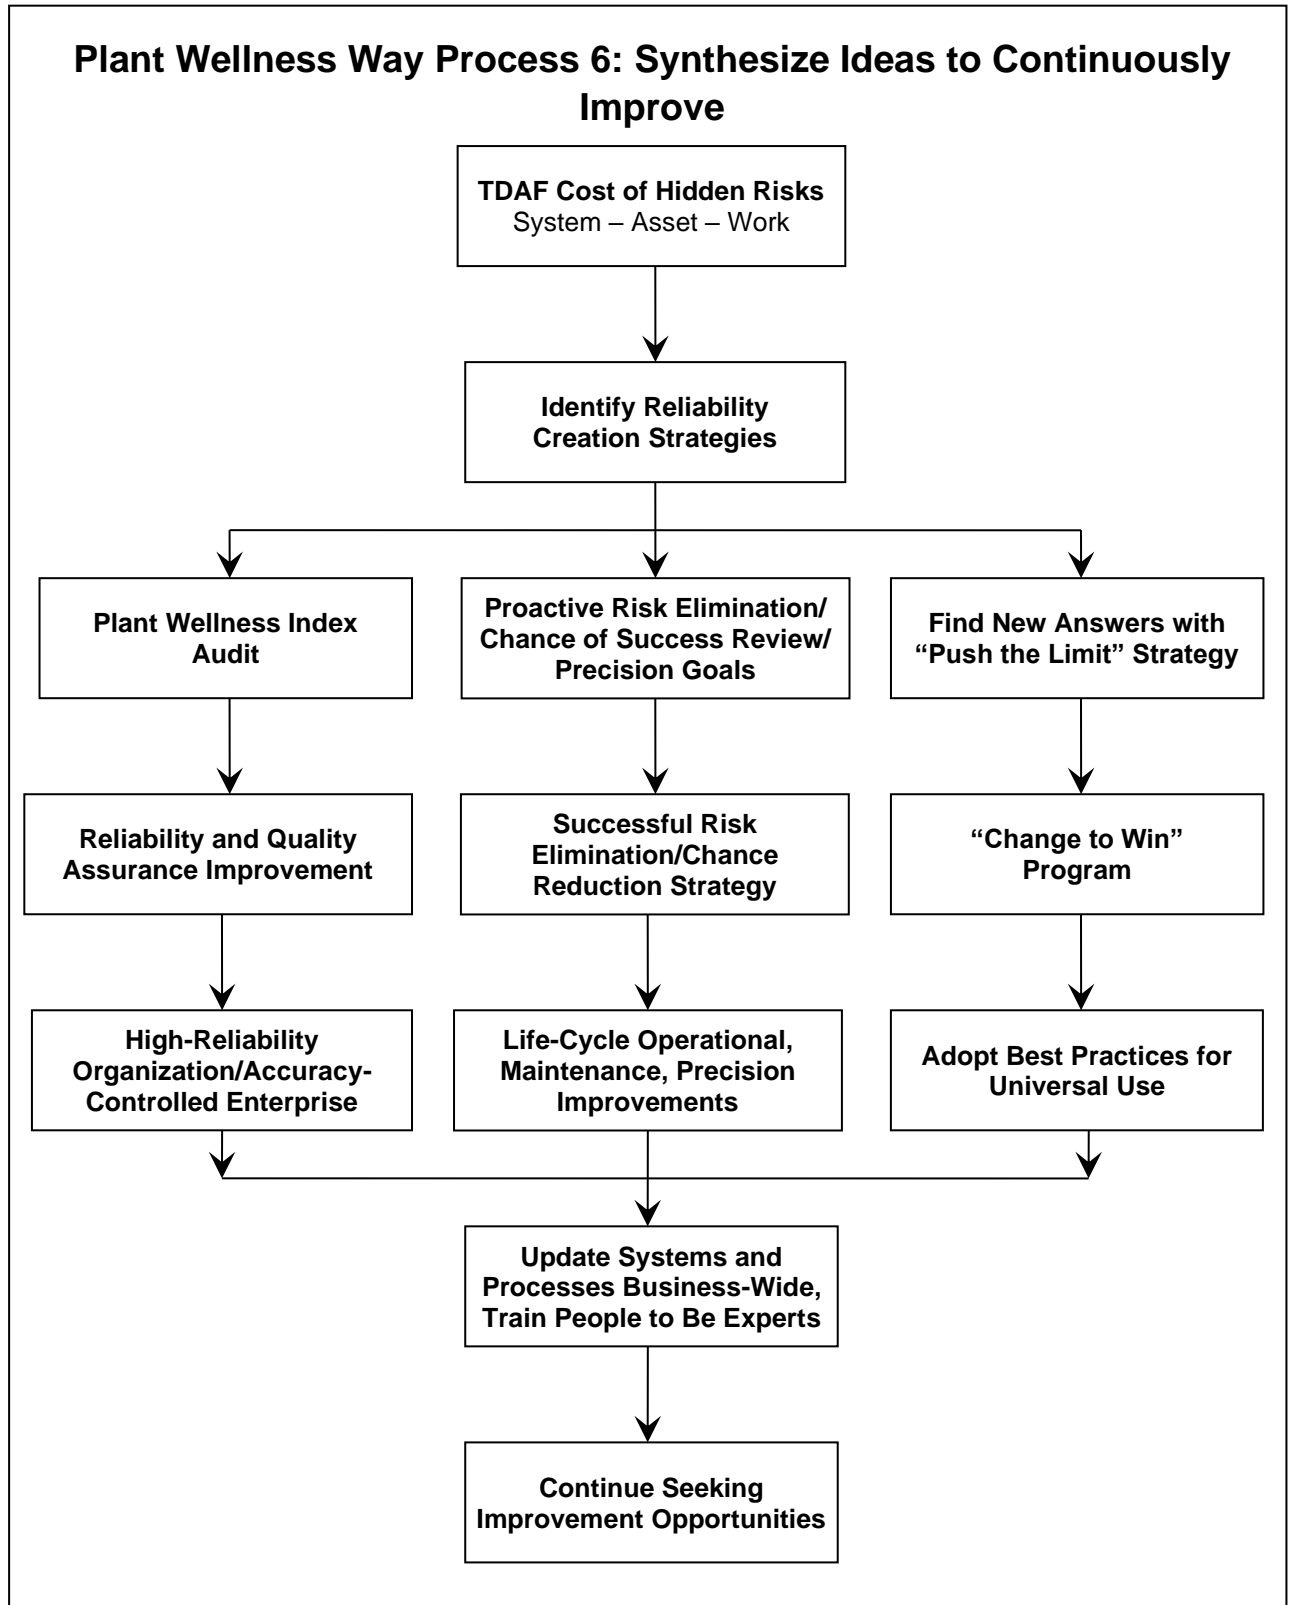 Plant Wellness Way Process 6: Synthesize Ideas to Continuously
Improve
TDAF Cost of Hidden Risks
System – Asset – Work
Identify Reliability
Creation Strategies
Plant Wellness Index
Audit
Proactive Risk Elimination/
Chance of Success Review/
Precision Goals
Find New Answers with
“Push the Limit” Strategy
Reliability and Quality
Assurance Improvement
Successful Risk
Elimination/Chance
Reduction Strategy
“Change to Win”
Program
High-Reliability
Organization/Accuracy-
Controlled Enterprise
Life-Cycle Operational,
Maintenance, Precision
Improvements
Adopt Best Practices for
Universal Use
Update Systems and
Processes Business-Wide,
Train People to Be Experts
Continue Seeking
Improvement Opportunities